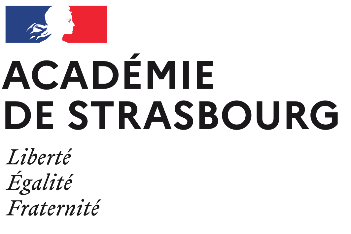 ACADÉMIE
DE STRASBOURG
Liberté
Égalité
Fraternité